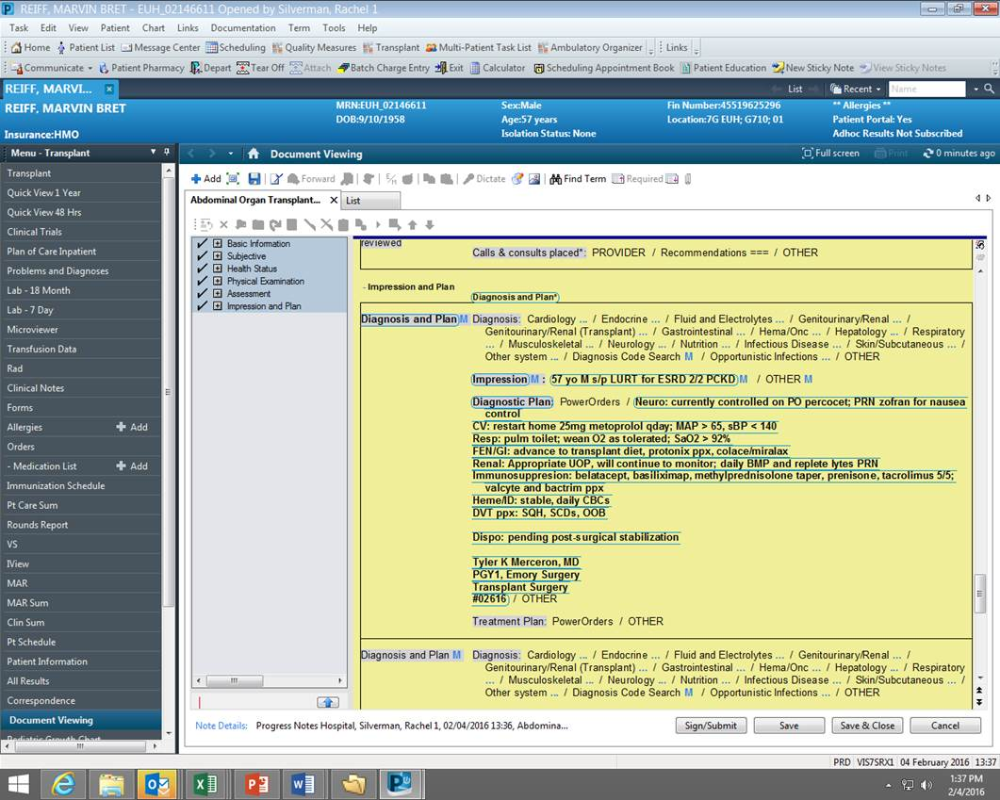 REIFF, MARVIN BRET - EUH_02146611 Opened by Silverman, Rachel 1
Task Edit View Patient Chart Links Documentation Term Tools Help
Home Patient List Message Center Scheduling Quality Measures Transplant Multi-Patient Task List Ambulatory Organizer Links
Communicate Patient Pharmacy Depart Tear Off Attach Batch Charge Entry Exit Calculator Scheduling Appointment Book Patient Education New Sticky Note View Sticky Notes
REIFF, MARVI... List Recent Name
REIFF, MARVIN BRET MRN:EUH_02146611 Sex:Male Fin Number:45519625296 ** Allergies **
DOB:9/10/1958 Age:57 years Location:7G EUH; G710; 01 Patient Portal: Yes
Insurance:HMO Isolation Status: None Adhoc Results Not Subscribed
Menu - Transplant Document Viewing Full screen Print 0 minutes ago
Transplant
Quick View 1 Year
Quick View 48 Hrs
Clinical Trials
Plan of Care Inpatient
Problems and Diagnoses
Lab - 18 Month
Lab - 7 Day
Microviewer
Transfusion Data
Rad
Clinical Notes
Forms
Allergies Add
Orders
- Medication List Add
Immunization Schedule
Pt Care Sum
Rounds Report
VS
IView
MAR
MAR Sum
Clin Sum
Pt Schedule
Patient Information
All Results
Correspondence
Document Viewing
Pediatric Growth Chart
Add Forward Dictate Find Term Required
Abdominal Organ Transplant... List
Basic Information
Subjective
Health Status
Physical Examination
Assessment
Impression and Plan
reviewed
Calls & consults placed*: PROVIDER / Recommendations === / OTHER
- Impression and Plan
Diagnosis and Plan*
Diagnosis and Plan M Diagnosis: Cardiology ... / Endocrine ... / Fluid and Electrolytes ... / Genitourinary/Renal ... /
Genitourinary/Renal (Transplant) ... / Gastrointestinal ... / Hema/Onc ... / Hepatology ... / Respiratory
... / Musculoskeletal ... / Neurology ... / Nutrition ... / Infectious Disease ... / Skin/Subcutaneous ... /
Other system ... / Diagnosis Code Search M / Opportunistic Infections ... / OTHER
Impression M : 57 yo M s/p LURT for ESRD 2/2 PCKD M / OTHER M
Diagnostic Plan: PowerOrders / Neuro: currently controlled on PO percocet; PRN zofran for nausea
control
CV: restart home 25mg metoprolol qday; MAP > 65, sBP < 140
Resp: pulm toilet; wean O2 as tolerated; SaO2 > 92%
FEN/GI: advance to transplant diet, protonix ppx, colace/miralax
Renal: Appropriate UOP, will continue to monitor; daily BMP and replete lytes PRN
Immunosuppresion: belatacept, basiliximap, methylprednisolone taper, prenisone, tacrolimus 5/5;
valcyte and bactrim ppx
Heme/ID: stable, daily CBCs
DVT ppx: SQH, SCDs, OOB
Dispo: pending post-surgical stabilization
Tyler K Merceron, MD
PGY1, Emory Surgery
Transplant Surgery
#02616 / OTHER
Treatment Plan: PowerOrders / OTHER
Diagnosis and Plan M Diagnosis: Cardiology ... / Endocrine ... / Fluid and Electrolytes ... / Genitourinary/Renal ... /
Genitourinary/Renal (Transplant) ... / Gastrointestinal ... / Hema/Onc ... / Hepatology ... / Respiratory
... / Musculoskeletal ... / Neurology ... / Nutrition ... / Infectious Disease ... / Skin/Subcutaneous ... /
Other system ... / Diagnosis Code Search M / Opportunistic Infections ... / OTHER
Note Details: Progress Notes Hospital, Silverman, Rachel 1, 02/04/2016 13:36, Abdomina... Sign/Submit Save Save & Close Cancel
PRD VIS7SRX1 04 February 2016 13:37
1:37 PM
2/4/2016